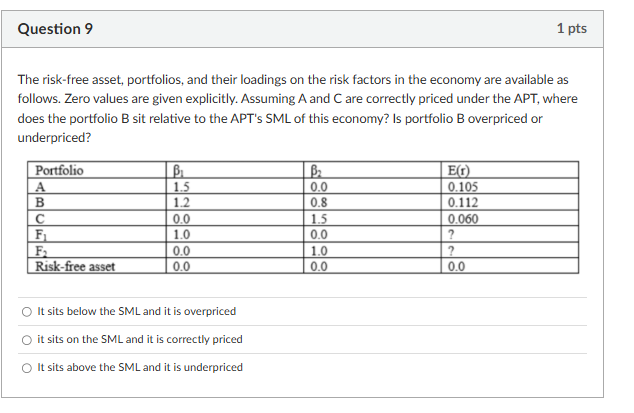 Question 9
1 pts
The risk-free asset, portfolios, and their loadings on the risk factors in the economy are available as
follows. Zero values are given explicitly. Assuming A and C are correctly priced under the APT, where
does the portfolio B sit relative to the APT's SML of this economy? Is portfolio B overpriced or
underpriced?
Portfolio β₁ β₂ E(r)
A 1.5 0.0 0.105
B 1.2 0.8 0.112
C 0.0 1.5 0.060
F₁ 1.0 0.0 ?
F₂ 0.0 1.0 ?
Risk-free asset 0.0 0.0 0.0
It sits below the SML and it is overpriced
it sits on the SML and it is correctly priced
It sits above the SML and it is underpriced